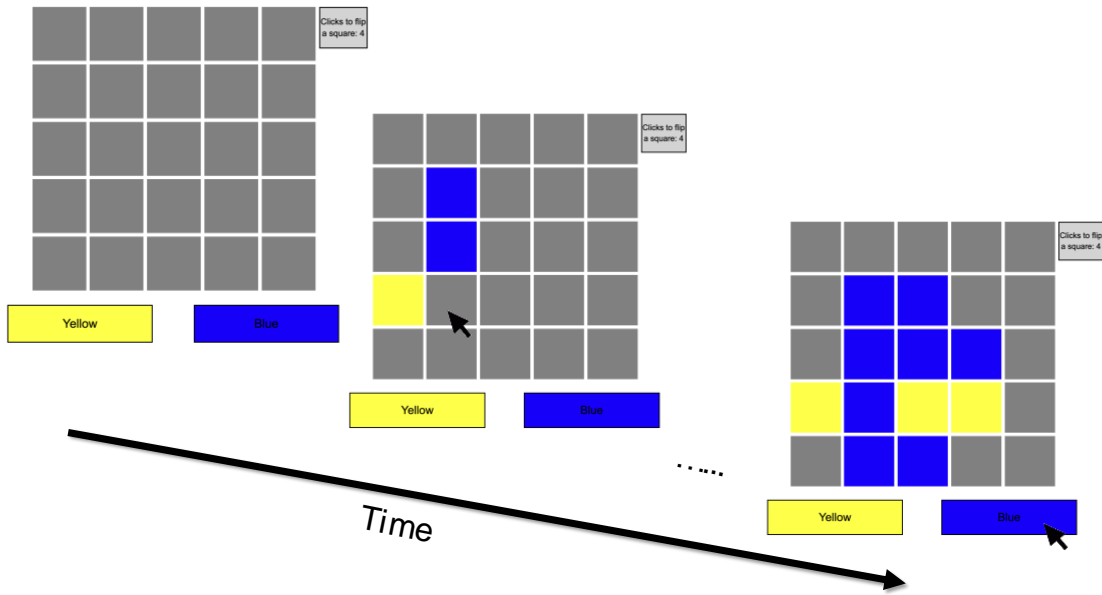 Clicks to flip
a square: 4
Yellow
Blue
Clicks to flip
a square: 4
Yellow
Blue
Clicks to flip
a square: 4
Yellow
Blue
......
Time